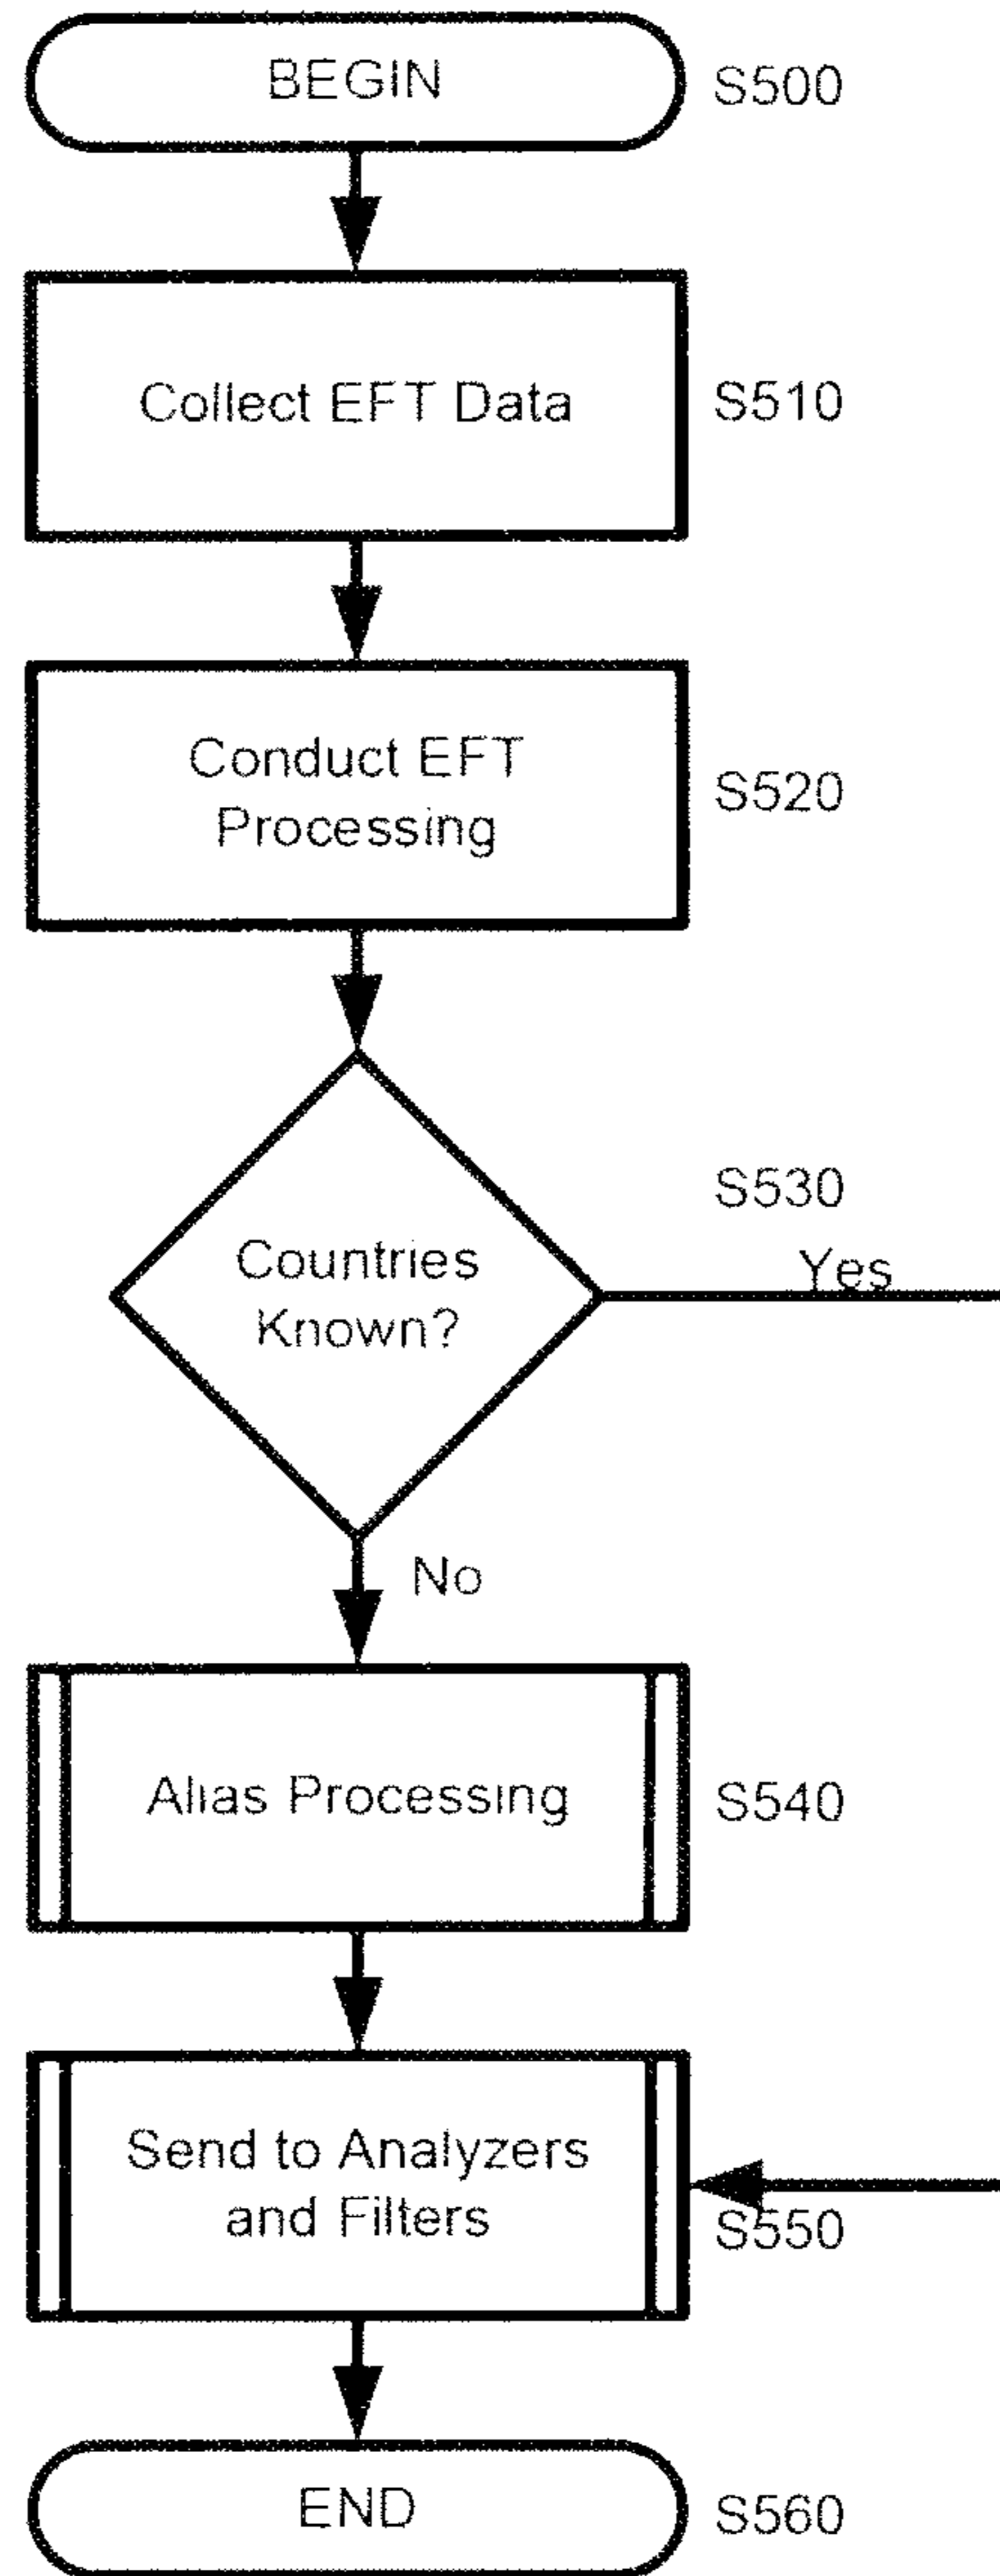 BEGIN
S500
Collect EFT Data
S510
Conduct EFT
Processing
S520
S530
Countries
Known?
Yes
No
Alias Processing
S540
Send to Analyzers
and Filters
S550
END
S560